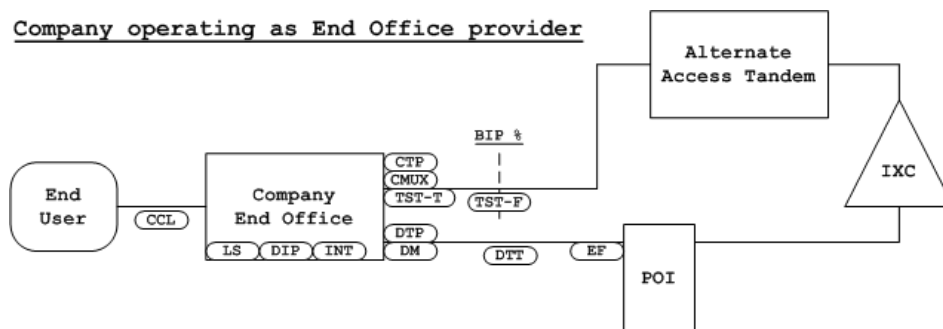 Company operating as End Office provider
Alternate
Access Tandem
BIP %
CTP
CMUX
TST-T
TST-F
IXC
End
User
CCL
Company
End Office
LS
DIP
INT
DTP
DM
DTT
EF
POI